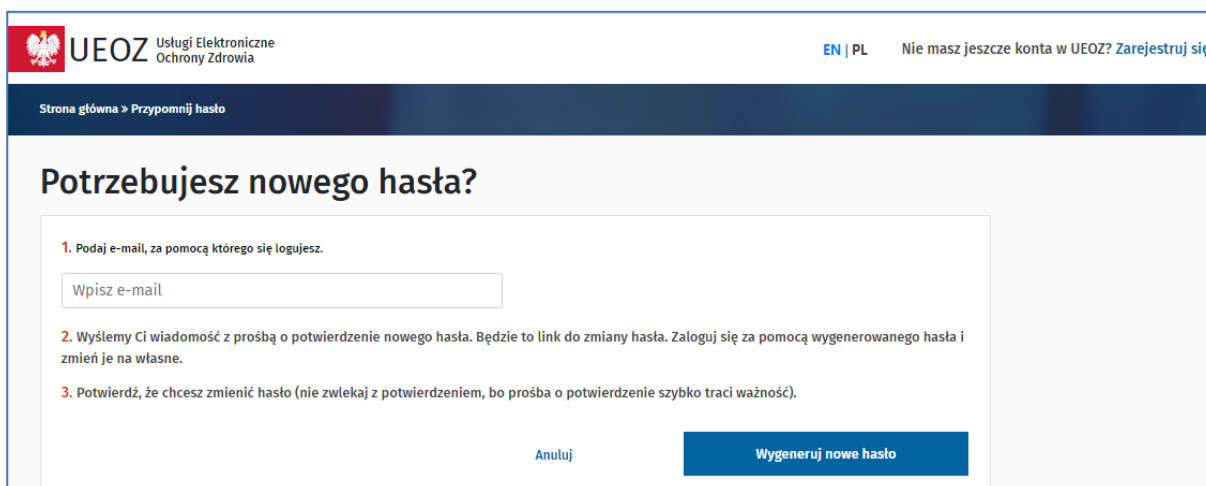 UEOZ Usługi Elektroniczne
Ochrony Zdrowia
EN | PL Nie masz jeszcze konta w UEOZ? Zarejestruj się
Strona główna » Przypomnij hasło
Potrzebujesz nowego hasła?
1. Podaj e-mail, za pomocą którego się logujesz.
Wpisz e-mail
2. Wyślemy Ci wiadomość z prośbą o potwierdzenie nowego hasła. Będzie to link do zmiany hasła. Zaloguj się za pomocą wygenerowanego hasła i
zmień je na własne.
3. Potwierdź, że chcesz zmienić hasło (nie zwlekaj z potwierdzeniem, bo prośba o potwierdzenie szybko traci ważność).
Anuluj Wygeneruj nowe hasło